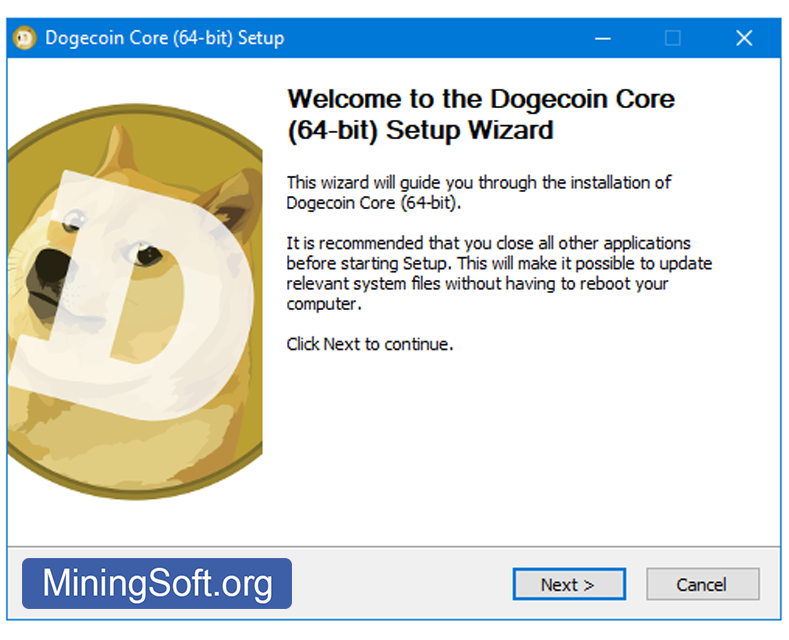 Dogecoin Core (64-bit) Setup
Welcome to the Dogecoin Core
(64-bit) Setup Wizard
This wizard will guide you through the installation of
Dogecoin Core (64-bit).
It is recommended that you close all other applications
before starting Setup. This will make it possible to update
relevant system files without having to reboot your
computer.
Click Next to continue.
D
MiningSoft.org
Next >
Cancel